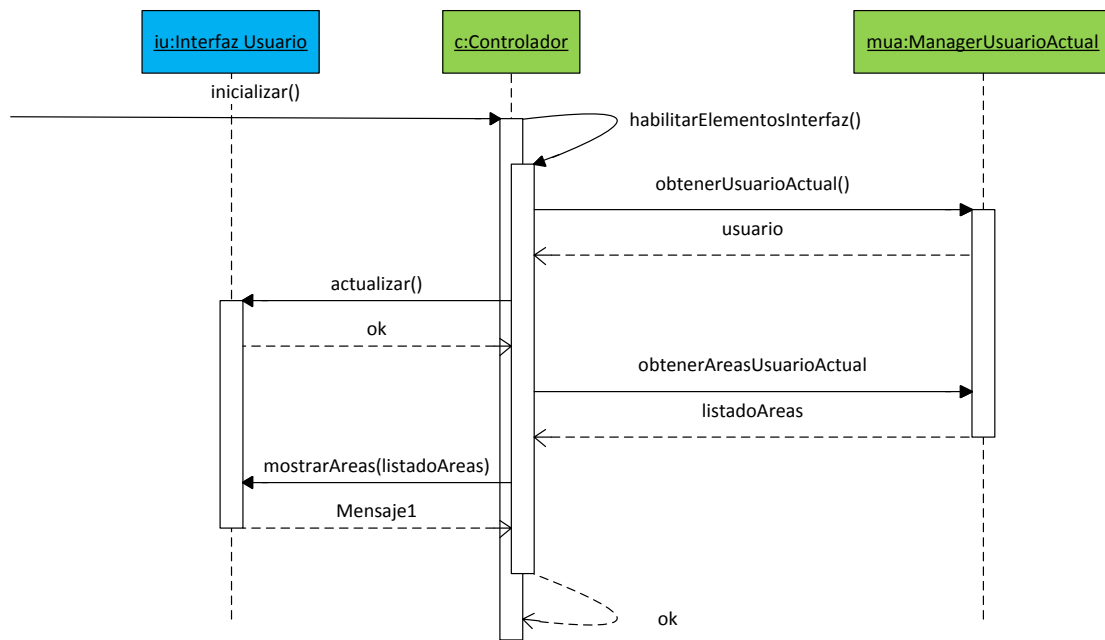 iu:Interfaz Usuario
c:Controlador
mua:ManagerUsuarioActual
inicializar()
habilitarElementosInterfaz()
obtenerUsuarioActual()
usuario
actualizar()
ok
obtenerAreasUsuarioActual
listadoAreas
mostrarAreas(listadoAreas)
Mensaje1
ok